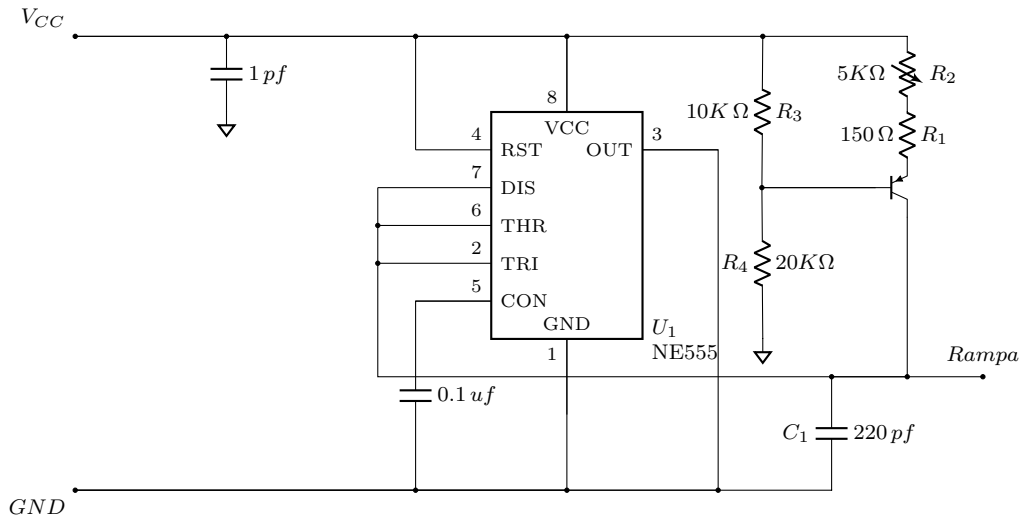 V_CC
1 pf
5KΩ R_2
10K Ω R_3
150 Ω R_1
8
VCC
4 RST OUT 3
7 DIS
6 THR
2 TRI
5 CON
GND
1
U_1
NE555
R_4 20KΩ
Rampa
0.1 uf
C_1 220 pf
GND